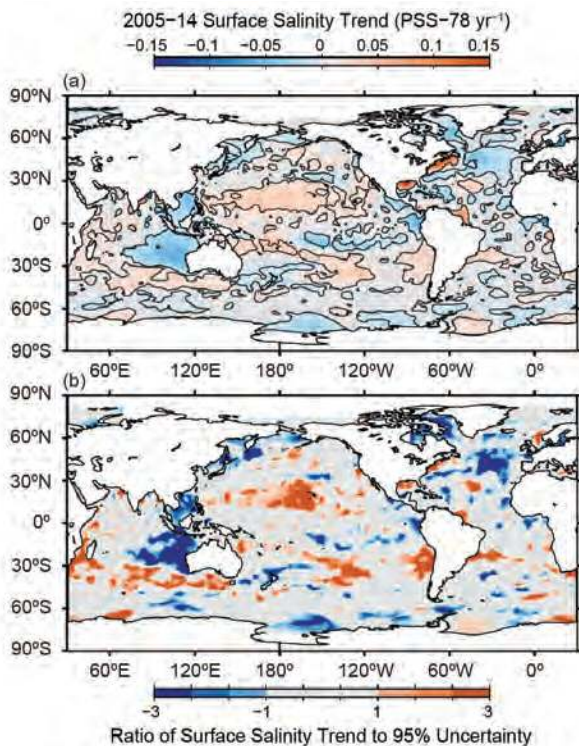 2005−14 Surface Salinity Trend (PSS−78 yr⁻¹)
−0.15 −0.1 −0.05 0 0.05 0.1 0.15
(a)
90ºN
60ºN
30ºN
0º
30ºS
60ºS
90ºS
60ºE 120ºE 180º 120ºW 60ºW 0º
(b)
90ºN
60ºN
30ºN
0º
30ºS
60ºS
90ºS
60ºE 120ºE 180º 120ºW 60ºW 0º
−3 −1 1 3
Ratio of Surface Salinity Trend to 95% Uncertainty